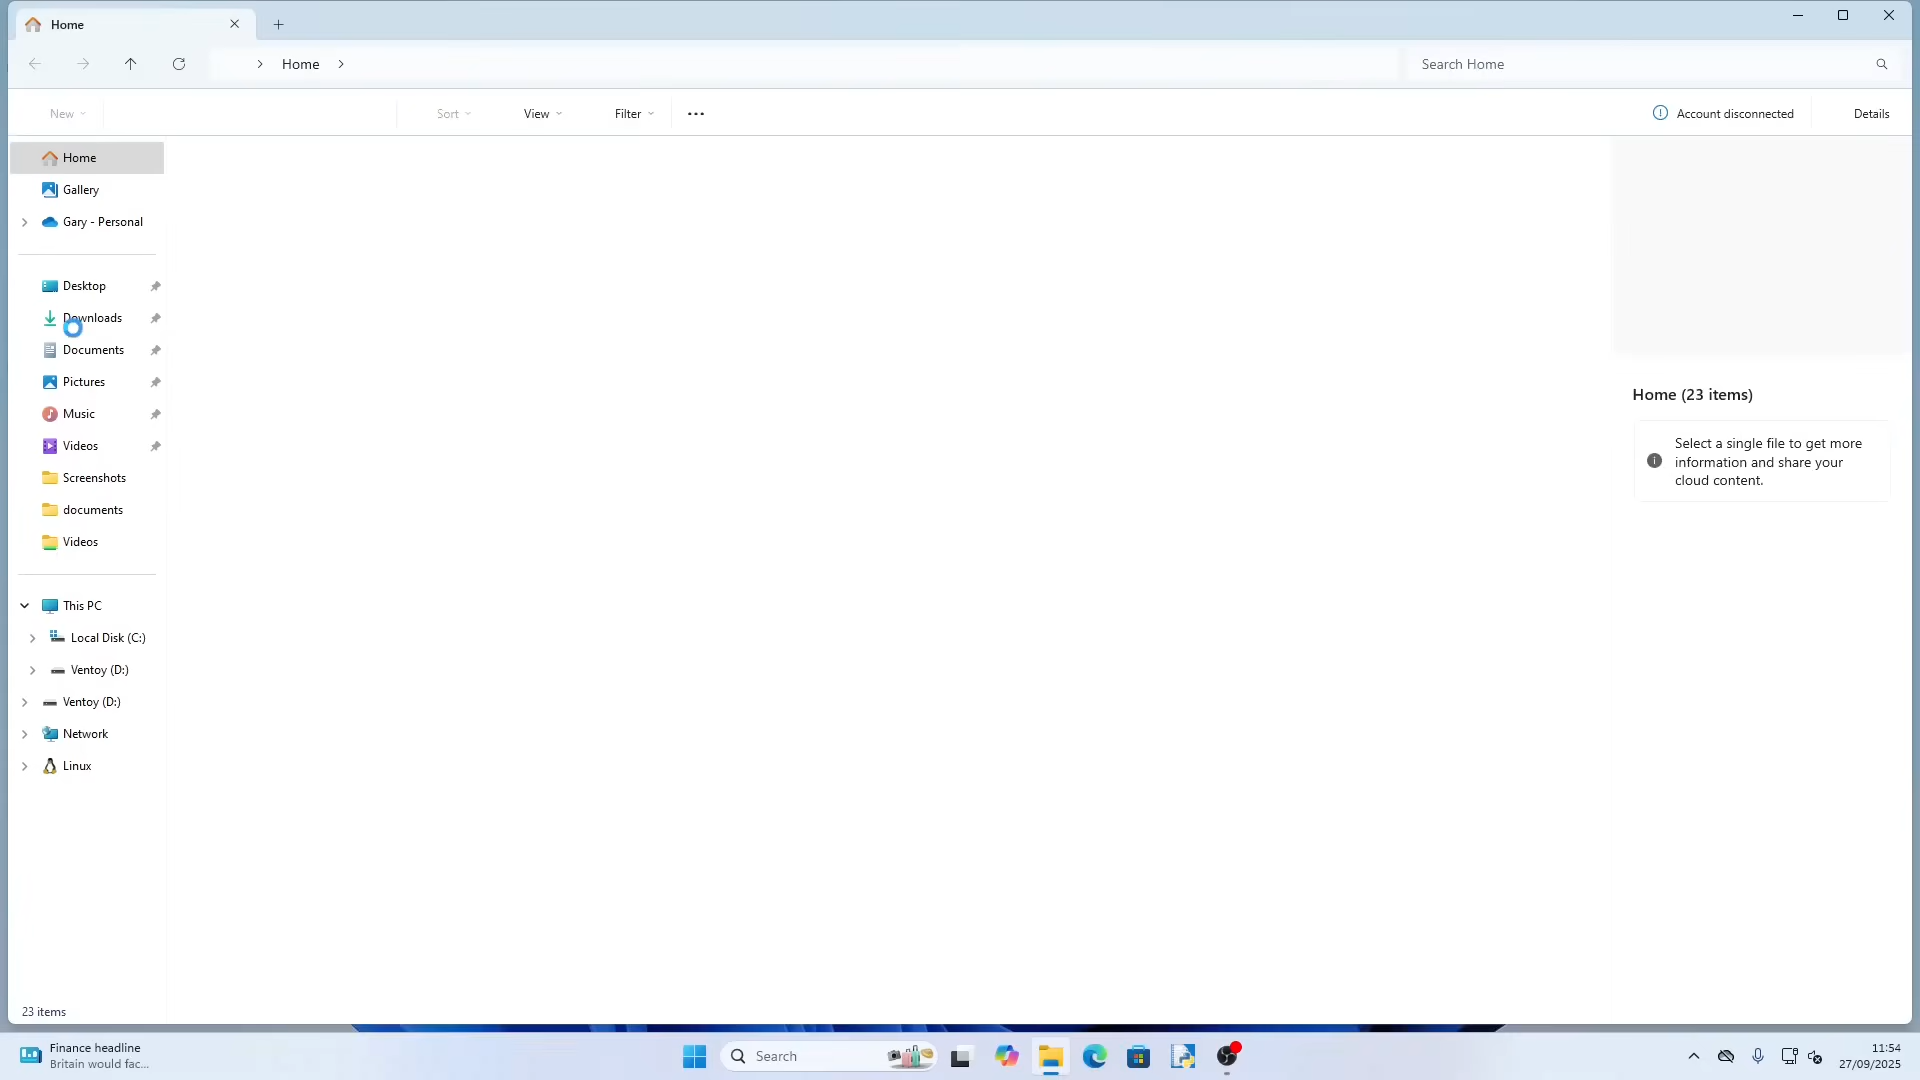 Home
Home
Search Home
New
Sort
View
Filter
Account disconnected
Details
Home
Gallery
Gary - Personal
Desktop
Downloads
Documents
Pictures
Music
Videos
Screenshots
documents
Videos
This PC
Local Disk (C:)
Ventoy (D:)
Ventoy (D:)
Network
Linux
Home (23 items)
Select a single file to get more
information and share your
cloud content.
23 items
Finance headline
Britain would fac...
Search
11:54
27/09/2025